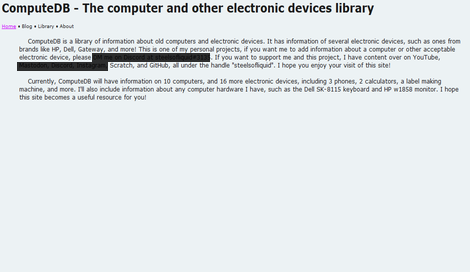 ComputeDB - The computer and other electronic devices library
Home • Blog • Library • About
ComputeDB is a library of information about old computers and electronic devices. It has information of several electronic devices, such as ones from
brands like HP, Dell, Gateway, and more! This is one of my personal projects, if you want me to add information about a computer or other acceptable
electronic device, please . If you want to support me and this project, I have content over on YouTube,
Scratch, and GitHub, all under the handle "steelsofliquid". I hope you enjoy your visit of this site!
Currently, ComputeDB will have information on 10 computers, and 16 more electronic devices, including 3 phones, 2 calculators, a label making
machine, and more. I'll also include information about any computer hardware I have, such as the Dell SK-8115 keyboard and HP w1858 monitor. I hope
this site becomes a useful resource for you!